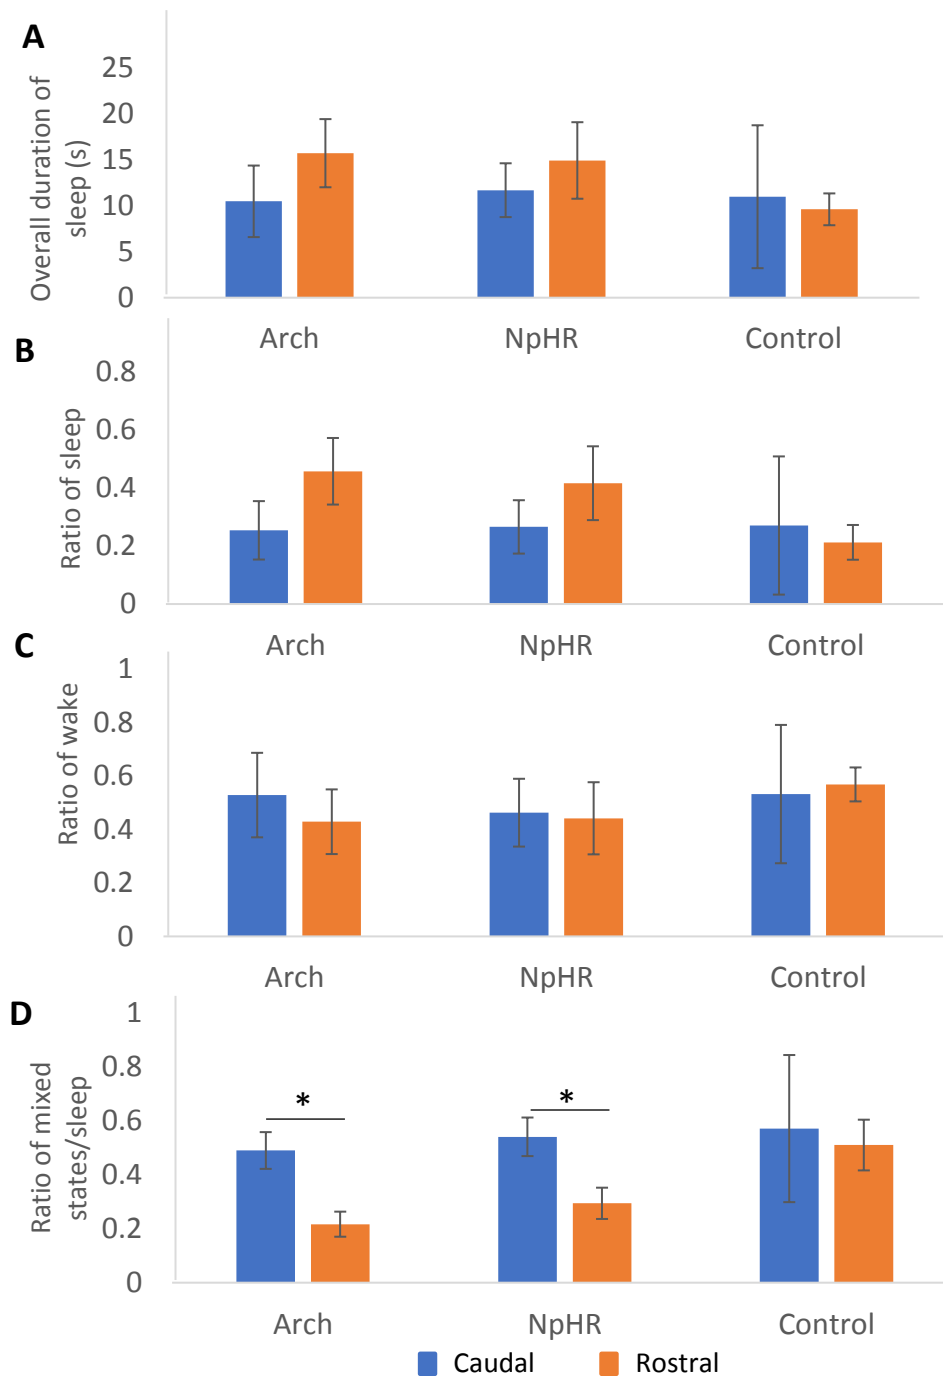 A
Overall duration of
sleep (s)
25
20
15
10
5
0
Arch NpHR Control
B
Ratio of sleep
0.8
0.6
0.4
0.2
0
Arch NpHR Control
C
Ratio of wake
1
0.8
0.6
0.4
0.2
0
Arch NpHR Control
D
Ratio of mixed
states/sleep
1
0.8
0.6
0.4
0.2
0
* *
Arch NpHR Control
Caudal Rostral